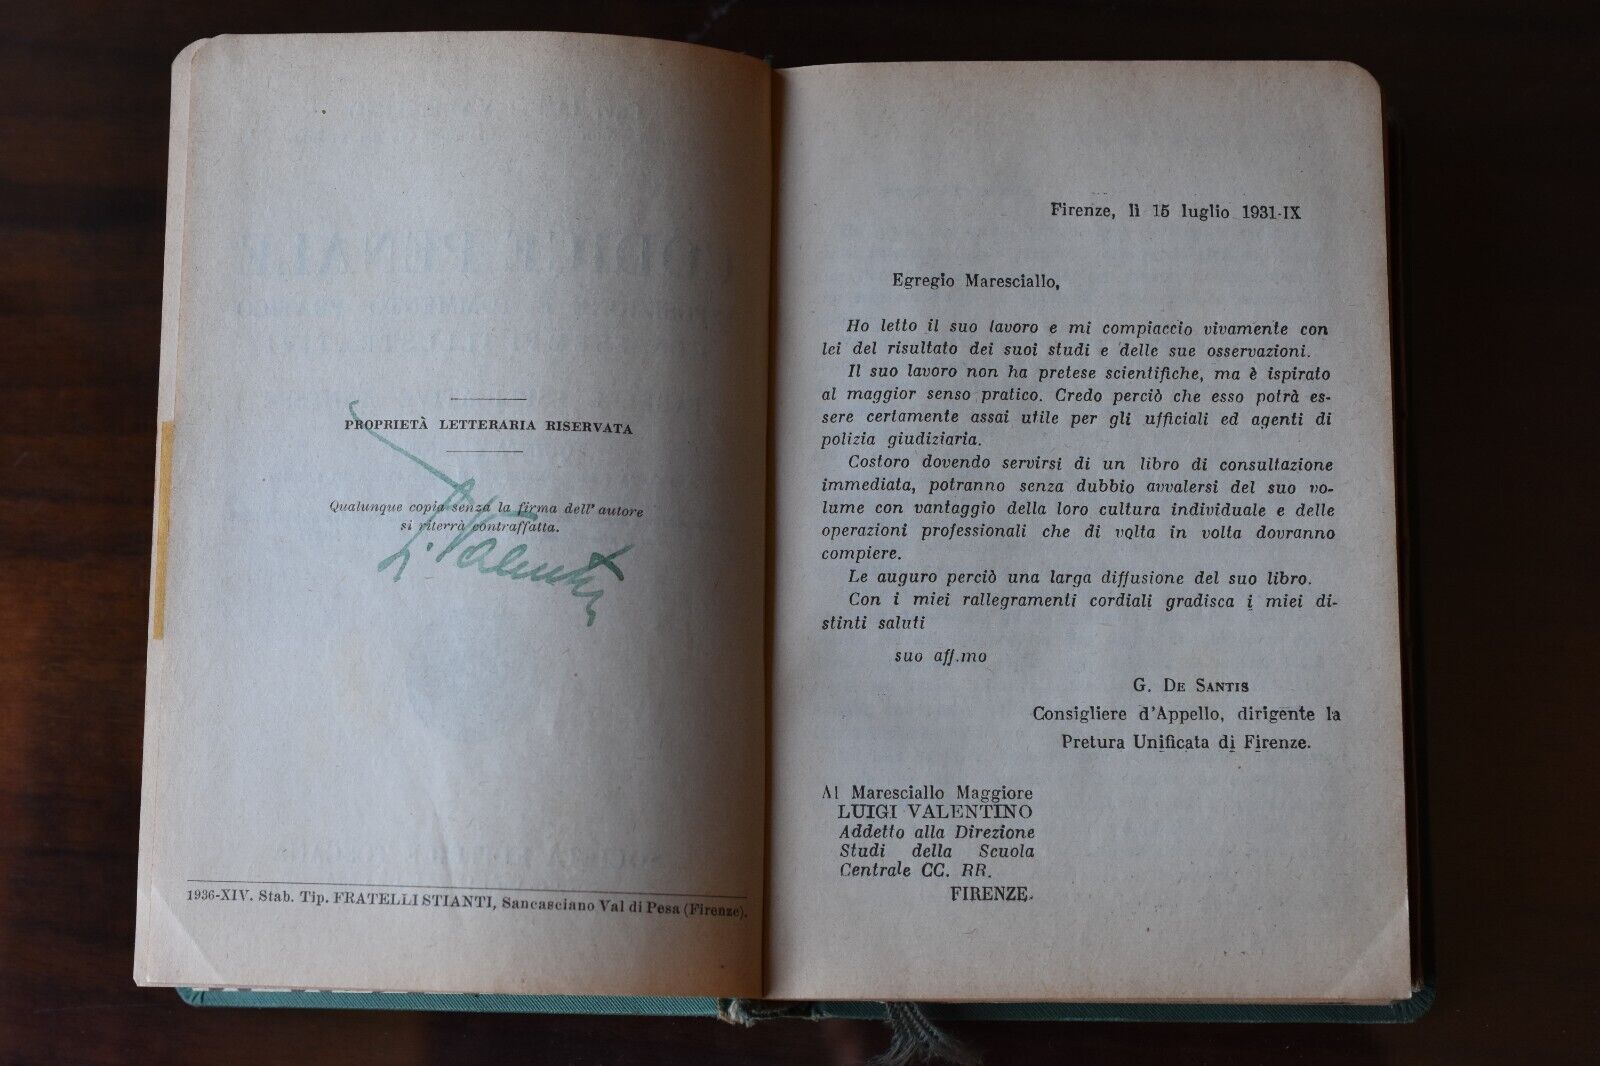 PROPRIETÀ LETTERARIA RISERVATA
Qualunque copia senza la firma dell' autore
si riterrà contraffatta.
L. Valentino
1936-XIV. Stab. Tip. FRATELLI STIANTI, Sancasciano Val di Pesa (Firenze).
Firenze, lì 15 luglio 1931-IX
Egregio Maresciallo,
Ho letto il suo lavoro e mi compiaccio vivamente con
lei del risultato dei suoi studi e delle sue osservazioni.
Il suo lavoro non ha pretese scientifiche, ma è ispirato
al maggior senso pratico. Credo perciò che esso potrà es-
sere certamente assai utile per gli ufficiali ed agenti di
polizia giudiziaria.
Costoro dovendo servirsi di un libro di consultazione
immediata, potranno senza dubbio avvalersi del suo vo-
lume con vantaggio della loro cultura individuale e delle
operazioni professionali che di volta in volta dovranno
compiere.
Le auguro perciò una larga diffusione del suo libro.
Con i miei rallegramenti cordiali gradisca i miei di-
stinti saluti
suo aff.mo
G. DE SANTIS
Consigliere d'Appello, dirigente la
Pretura Unificata di Firenze.
Al Maresciallo Maggiore
LUIGI VALENTINO
Addetto alla Direzione
Studi della Scuola
Centrale CC. RR.
FIRENZE.